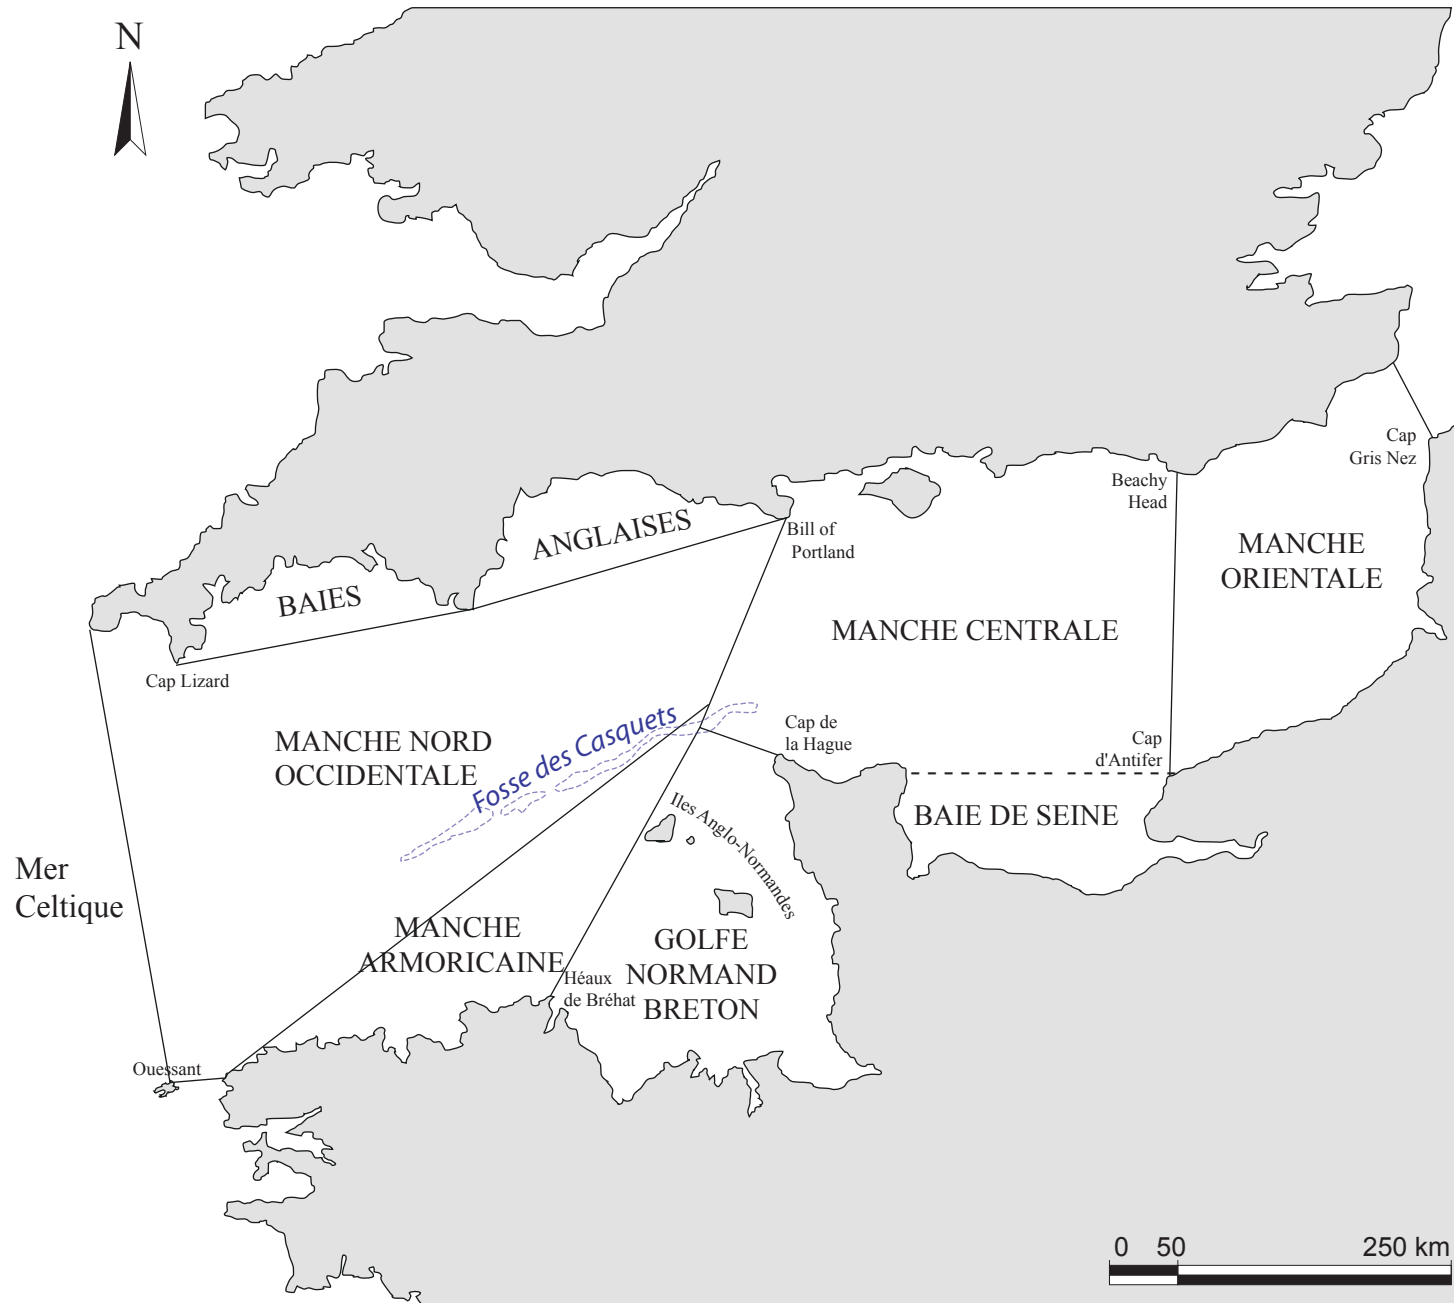 N
Cap
Gris Nez
Beachy
Head
ANGLAISES
Bill of
Portland
MANCHE
ORIENTALE
BAIES
MANCHE CENTRALE
Cap Lizard
Cap de
la Hague
MANCHE NORD
OCCIDENTALE
Fosse des Casquets
Cap
d'Antifer
BAIE DE SEINE
Iles Anglo-Normandes
Mer
Celtique
MANCHE
ARMORICAINE
GOLFE
NORMAND
BRETON
Héaux
de Bréhat
Ouessant
0 50 250 km